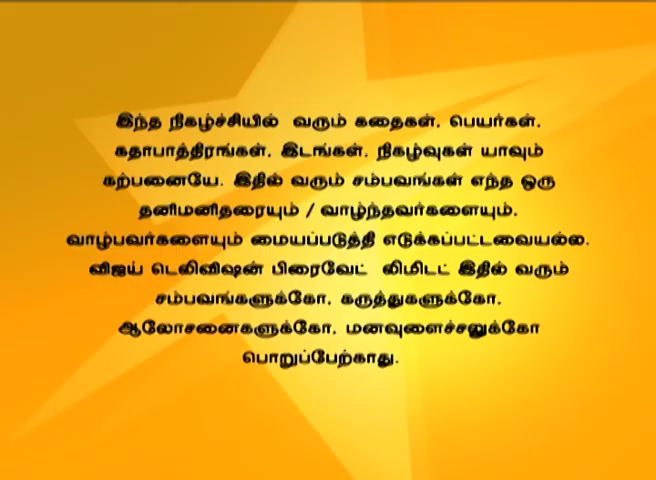 இந்த நிகழ்ச்சியில் வரும் கதைகள், பெயர்கள்,
கதாபாத்திரங்கள், இடங்கள், நிகழ்வுகள் யாவும்
கற்பனையே. இதில் வரும் சம்பவங்கள் எந்த ஒரு
தனிமனிதரையும் / வாழ்ந்தவர்களையும்,
வாழ்பவர்களையும் மையப்படுத்தி எடுக்கப்பட்டவையல்ல.
விஜய் டெலிவிஷன் பிரைவேட் லிமிடட் இதில் வரும்
சம்பவங்களுக்கோ, கருத்துகளுக்கோ,
ஆலோசனைகளுக்கோ, மனவுளைச்சலுக்கோ
பொறுப்பேற்காது.